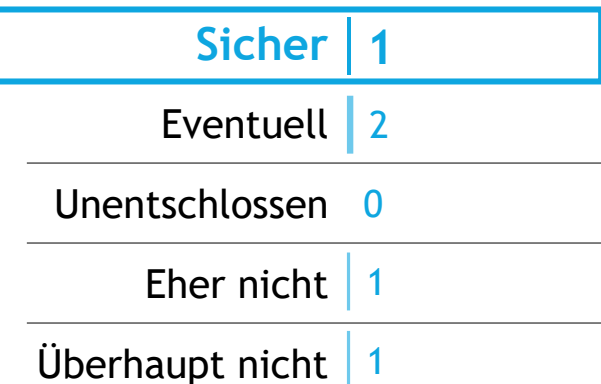 Sicher 1
Eventuell 2
Unentschlossen 0
Eher nicht 1
Überhaupt nicht 1